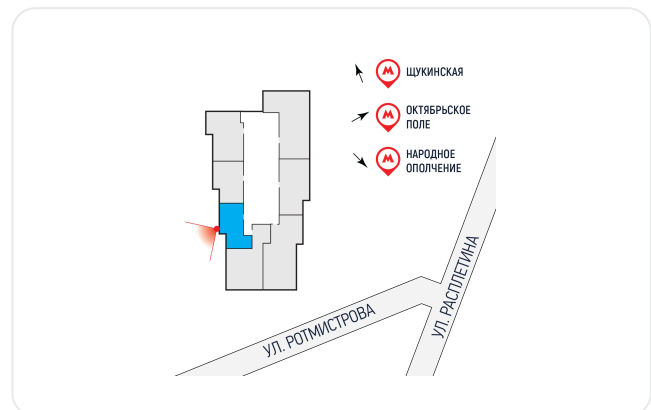 ЩУКИНСКАЯ
ОКТЯБРЬСКОЕ
ПОЛЕ
НАРОДНОЕ
ОПОЛЧЕНИЕ
УЛ. РОТМИСТРОВА
УЛ. РАСПЛЕТИНА